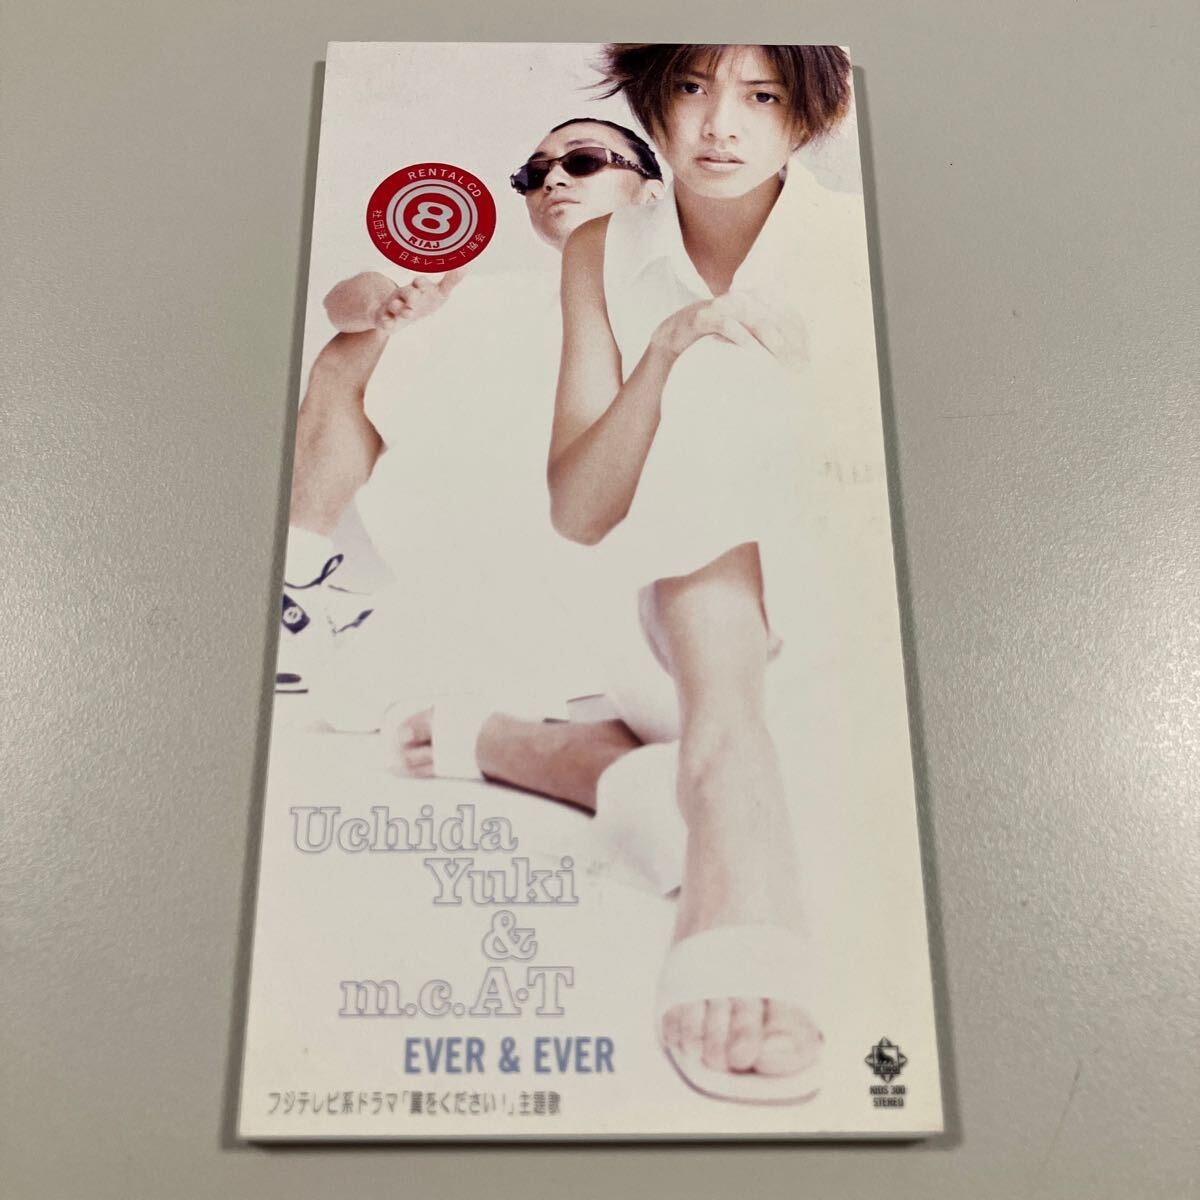 RENTAL CD
8
RIAJ
社団法人 日本レコード協会
Uchida
Yuki
&
m.c.A·T
EVER & EVER
フジテレビ系ドラマ「翼をください!」主題歌
KING
KIDS 300
STEREO